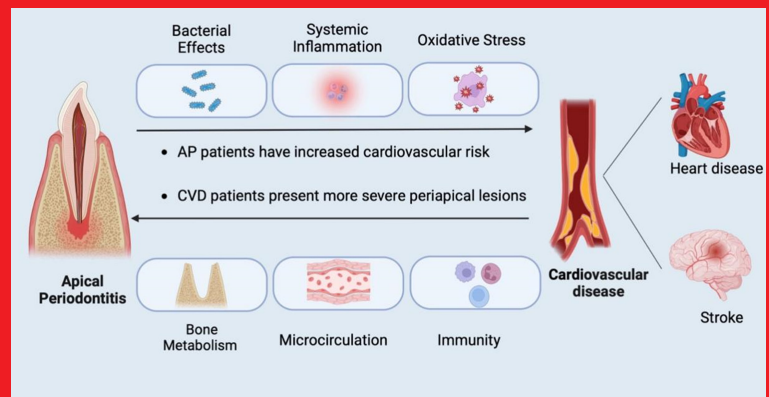 Bacterial
Effects
Systemic
Inflammation
Oxidative Stress
• AP patients have increased cardiovascular risk
• CVD patients present more severe periapical lesions
Heart disease
Apical
Periodontitis
Cardiovascular
disease
Bone
Metabolism
Microcirculation
Immunity
Stroke